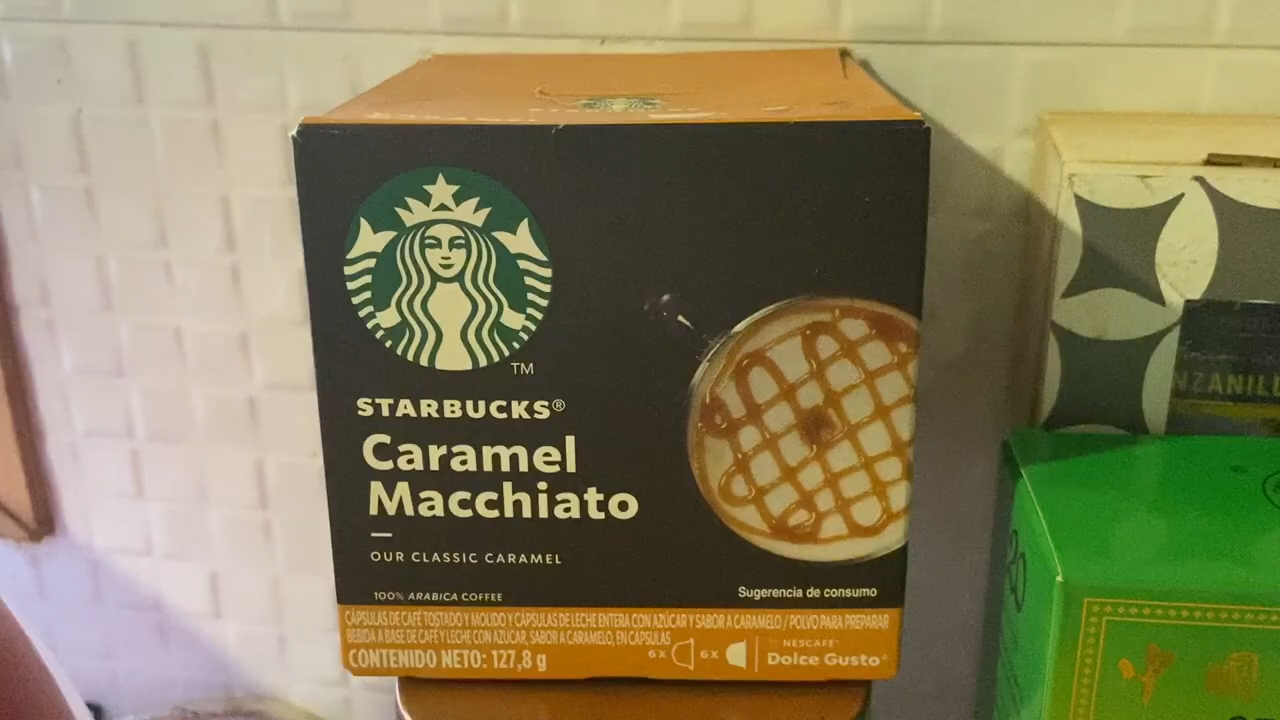 TM
STARBUCKS®
Caramel
Macchiato
OUR CLASSIC CARAMEL
100% ARABICA COFFEE
Sugerencia de consumo
CÁPSULAS DE CAFÉ TOSTADO Y MOLIDO Y CÁPSULAS DE LECHE ENTERA CON AZÚCAR Y SABOR A CARAMELO / POLVO PARA PREPARAR
BEBIDA A BASE DE CAFÉ Y LECHE CON AZÚCAR, SABOR A CARAMELO, EN CÁPSULAS
CONTENIDO NETO: 127,8 g
6X 6X
NESCAFÉ
Dolce Gusto®